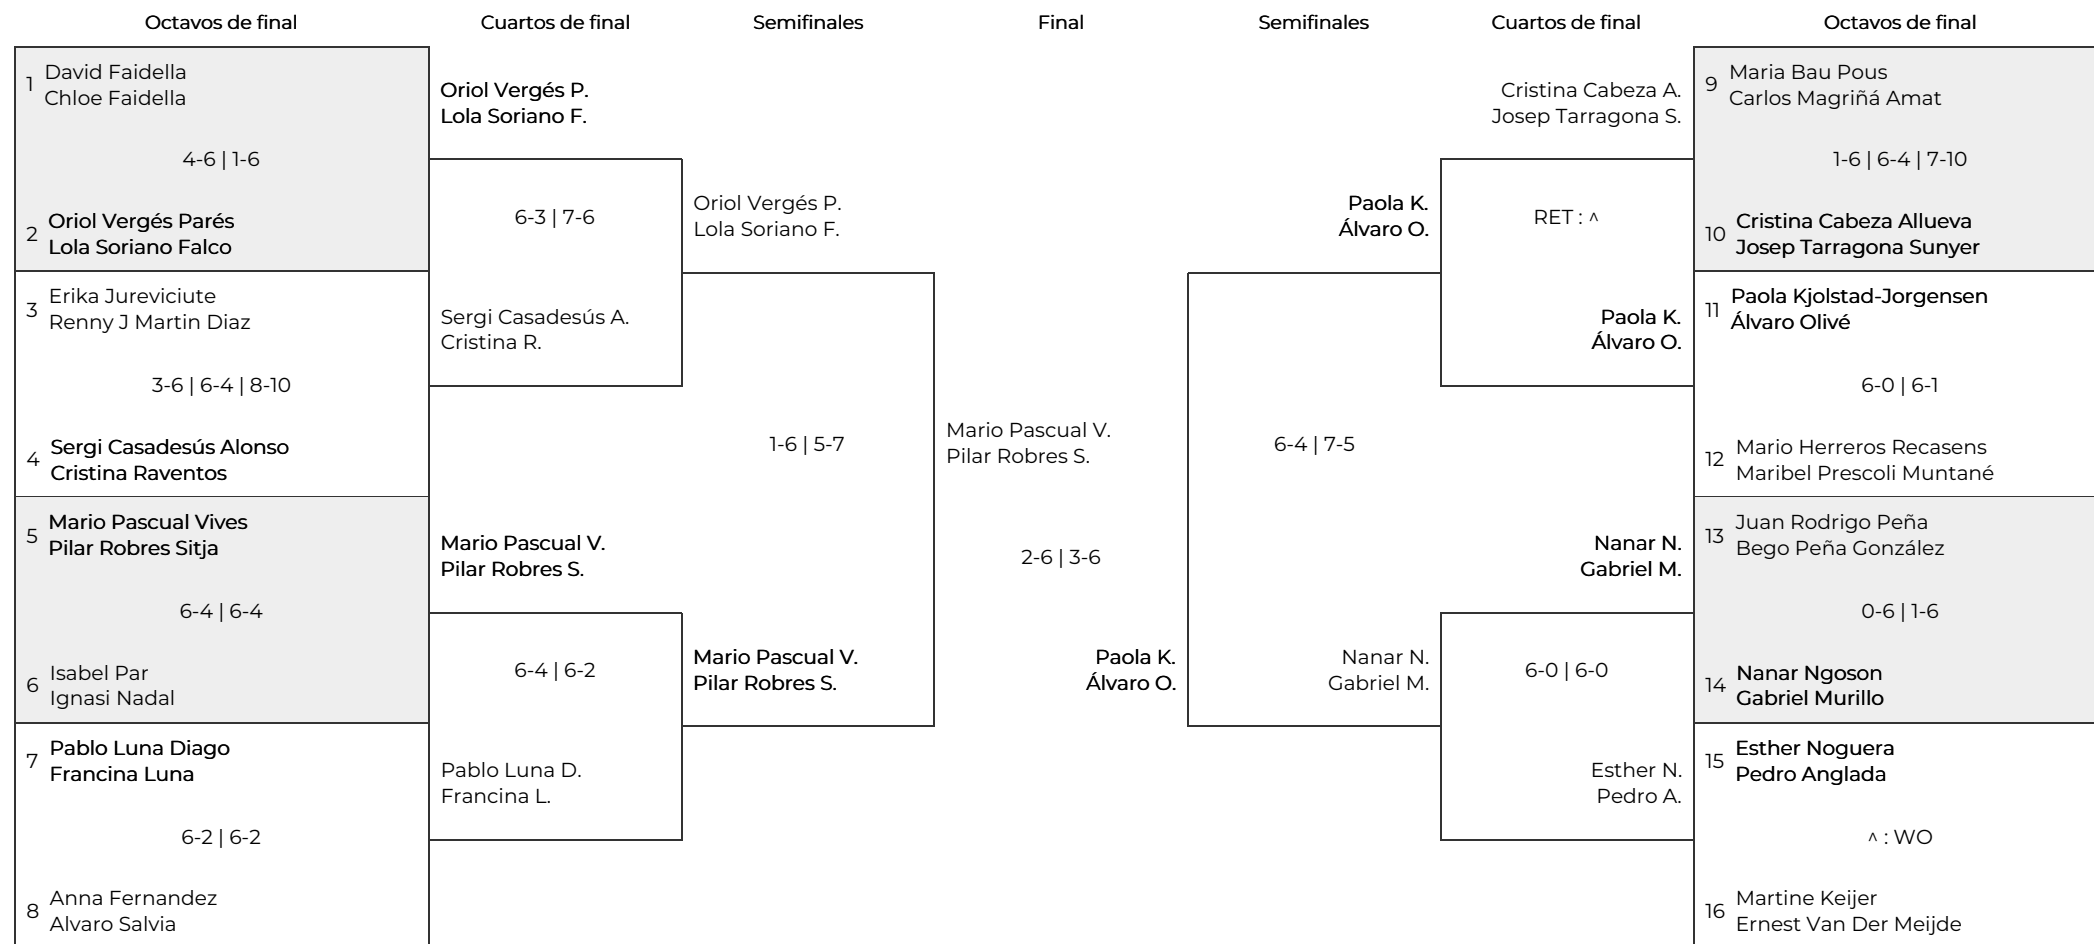 Octavos de final
Cuartos de final
Semifinales
Final
Semifinales
Cuartos de final
Octavos de final
1
David Faidella
Chloe Faidella
4-6 | 1-6
2
Oriol Vergés Parés
Lola Soriano Falco
3
Erika Jureviciute
Renny J Martin Diaz
3-6 | 6-4 | 8-10
4
Sergi Casadesús Alonso
Cristina Raventos
5
Mario Pascual Vives
Pilar Robres Sitja
6-4 | 6-4
6
Isabel Par
Ignasi Nadal
7
Pablo Luna Diago
Francina Luna
6-2 | 6-2
8
Anna Fernandez
Alvaro Salvia
Oriol Vergés P.
Lola Soriano F.
6-3 | 7-6
Sergi Casadesús A.
Cristina R.
Mario Pascual V.
Pilar Robres S.
6-4 | 6-2
Pablo Luna D.
Francina L.
Oriol Vergés P.
Lola Soriano F.
1-6 | 5-7
Mario Pascual V.
Pilar Robres S.
Mario Pascual V.
Pilar Robres S.
2-6 | 3-6
Paola K.
Álvaro O.
Paola K.
Álvaro O.
6-4 | 7-5
Nanar N.
Gabriel M.
Cristina Cabeza A.
Josep Tarragona S.
RET : ^
Paola K.
Álvaro O.
Nanar N.
Gabriel M.
6-0 | 6-0
Esther N.
Pedro A.
9
Maria Bau Pous
Carlos Magriñá Amat
1-6 | 6-4 | 7-10
10
Cristina Cabeza Allueva
Josep Tarragona Sunyer
11
Paola Kjolstad-Jorgensen
Álvaro Olivé
6-0 | 6-1
12
Mario Herreros Recasens
Maribel Prescoli Muntané
13
Juan Rodrigo Peña
Bego Peña González
0-6 | 1-6
14
Nanar Ngoson
Gabriel Murillo
15
Esther Noguera
Pedro Anglada
^ : WO
16
Martine Keijer
Ernest Van Der Meijde